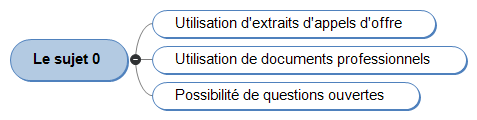 Le sujet 0
Utilisation d'extraits d'appels d'offre
Utilisation de documents professionnels
Possibilité de questions ouvertes